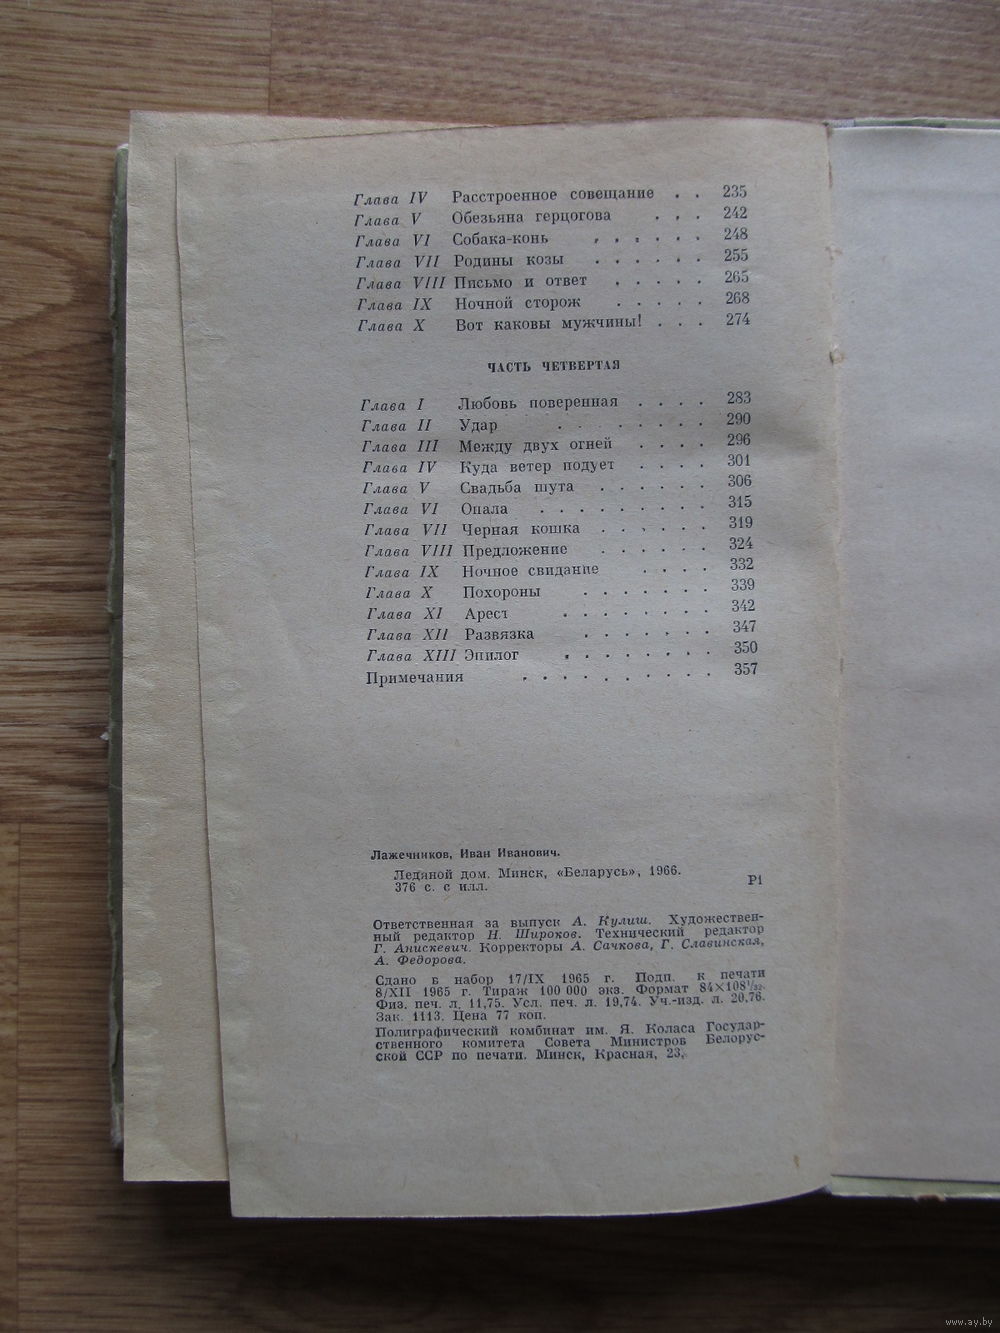 Глава IV Расстроенное совещание . . 235
Глава V Обезьяна герцогова . . . 242
Глава VI Собака-конь . . . . . . 248
Глава VII Родины козы . . . . . . 255
Глава VIII Письмо и ответ . . . . . 265
Глава IX Ночной сторож . . . . . 268
Глава X Вот каковы мужчины! . . . 274
ЧАСТЬ ЧЕТВЕРТАЯ
Глава I Любовь поверенная . . . . 283
Глава II Удар . . . . . . . . 290
Глава III Между двух огней . . . . 296
Глава IV Куда ветер подует . . . . 301
Глава V Свадьба шута . . . . . . 306
Глава VI Опала . . . . . . . . . 315
Глава VII Черная кошка . . . . . . 319
Глава VIII Предложение . . . . . . 324
Глава IX Ночное свидание . . . . 332
Глава X Похороны . . . . . . . 339
Глава XI Арест . . . . . . . . 342
Глава XII Развязка . . . . . . . 347
Глава XIII Эпилог . . . . . . . . 350
Примечания . . . . . . . . . . 357
Лажечников, Иван Иванович.
Ледяной дом. Минск, «Беларусь», 1966.
376 с. с илл.
Р1
Ответственная за выпуск А. Кулиш. Художествен-
ный редактор Н. Широков. Технический редактор
Г. Анискевич. Корректоры А. Сачкова, Г. Славинская,
А. Федорова.
Сдано в набор 17/IX 1965 г. Подп. к печати
8/XII 1965 г. Тираж 100 000 экз. Формат 84×108¹/₃₂.
Физ. печ. л. 11,75. Усл. печ. л. 19,74. Уч.-изд. л. 20,76.
Зак. 1113. Цена 77 коп.
Полиграфический комбинат им. Я. Коласа Государ-
ственного комитета Совета Министров Белорус-
ской ССР по печати. Минск, Красная, 23.
www.ay.by